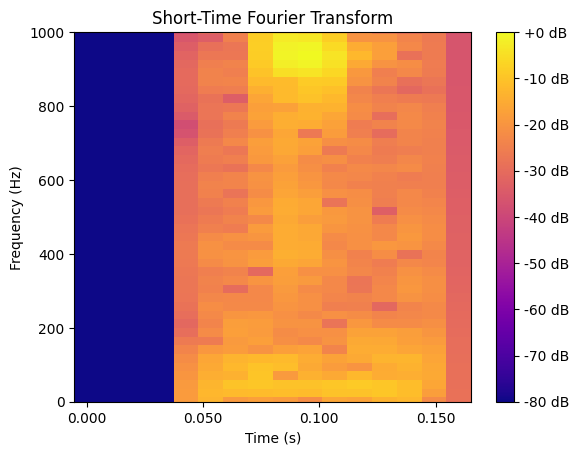 Short-Time Fourier Transform
1000
800
600
400
200
0
Frequency (Hz)
0.000
0.050
0.100
0.150
Time (s)
+0 dB
-10 dB
-20 dB
-30 dB
-40 dB
-50 dB
-60 dB
-70 dB
-80 dB